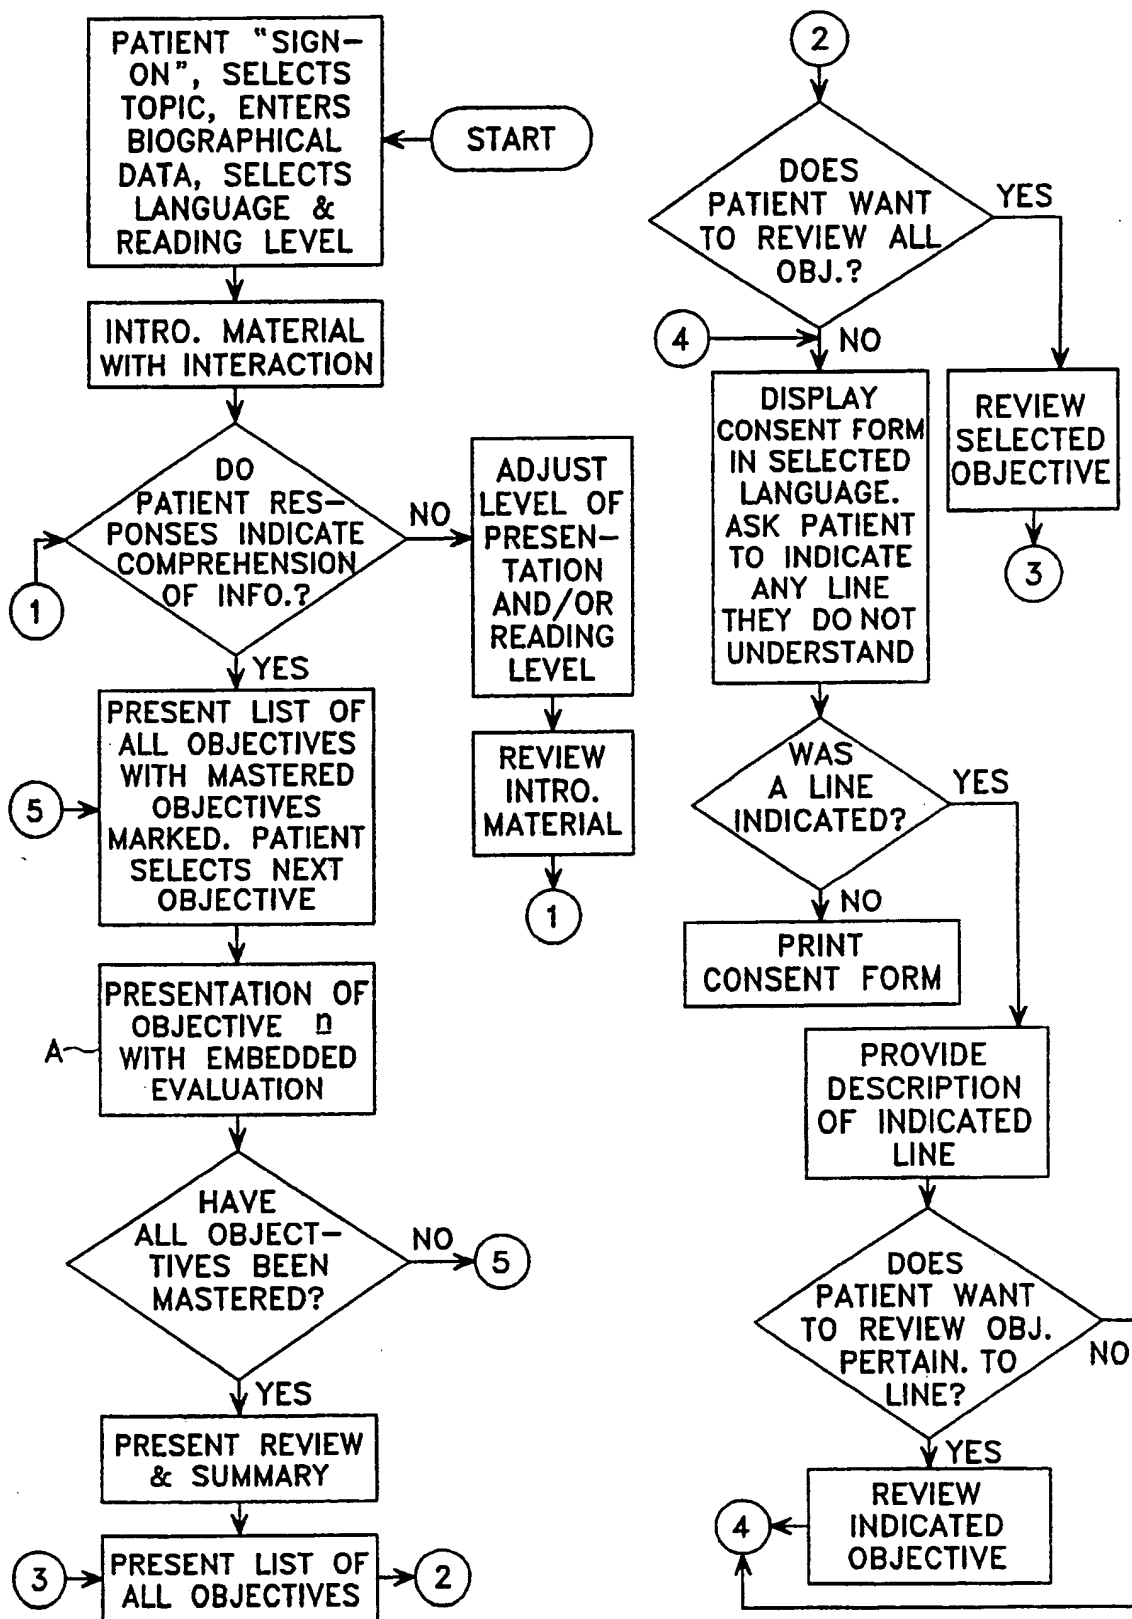 PATIENT "SIGN-
ON", SELECTS
TOPIC, ENTERS
BIOGRAPHICAL
DATA, SELECTS
LANGUAGE &
READING LEVEL
START
INTRO. MATERIAL
WITH INTERACTION
DO
PATIENT RES-
PONSES INDICATE
COMPREHENSION
OF INFO.?
1
NO
ADJUST
LEVEL OF
PRESEN-
TATION
AND/OR
READING
LEVEL
REVIEW
INTRO.
MATERIAL
1
YES
PRESENT LIST OF
ALL OBJECTIVES
WITH MASTERED
OBJECTIVES
MARKED. PATIENT
SELECTS NEXT
OBJECTIVE
5
PRESENTATION OF
OBJECTIVE n
WITH EMBEDDED
EVALUATION
A
HAVE
ALL OBJECT-
TIVES BEEN
MASTERED?
NO
5
YES
PRESENT REVIEW
& SUMMARY
3
PRESENT LIST OF
ALL OBJECTIVES
2
2
DOES
PATIENT WANT
TO REVIEW ALL
OBJ.?
YES
REVIEW
SELECTED
OBJECTIVE
3
4
NO
DISPLAY
CONSENT FORM
IN SELECTED
LANGUAGE.
ASK PATIENT
TO INDICATE
ANY LINE
THEY DO NOT
UNDERSTAND
WAS
A LINE
INDICATED?
YES
NO
PRINT
CONSENT FORM
PROVIDE
DESCRIPTION
OF INDICATED
LINE
DOES
PATIENT WANT
TO REVIEW OBJ.
PERTAIN. TO
LINE?
NO
YES
REVIEW
INDICATED
OBJECTIVE
4